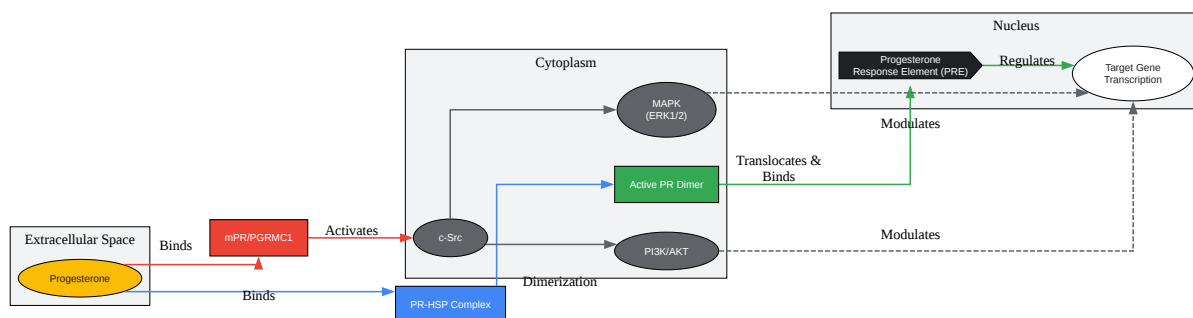 Extracellular Space
Progesterone
Binds
Binds
mPR/PGRMC1
Activates
PR-HSP Complex
Dimerization
Cytoplasm
c-Src
MAPK
(ERK1/2)
Active PR Dimer
PI3K/AKT
Translocates &
Binds
Modulates
Modulates
Nucleus
Progesterone
Response Element (PRE)
Regulates
Target Gene
Transcription